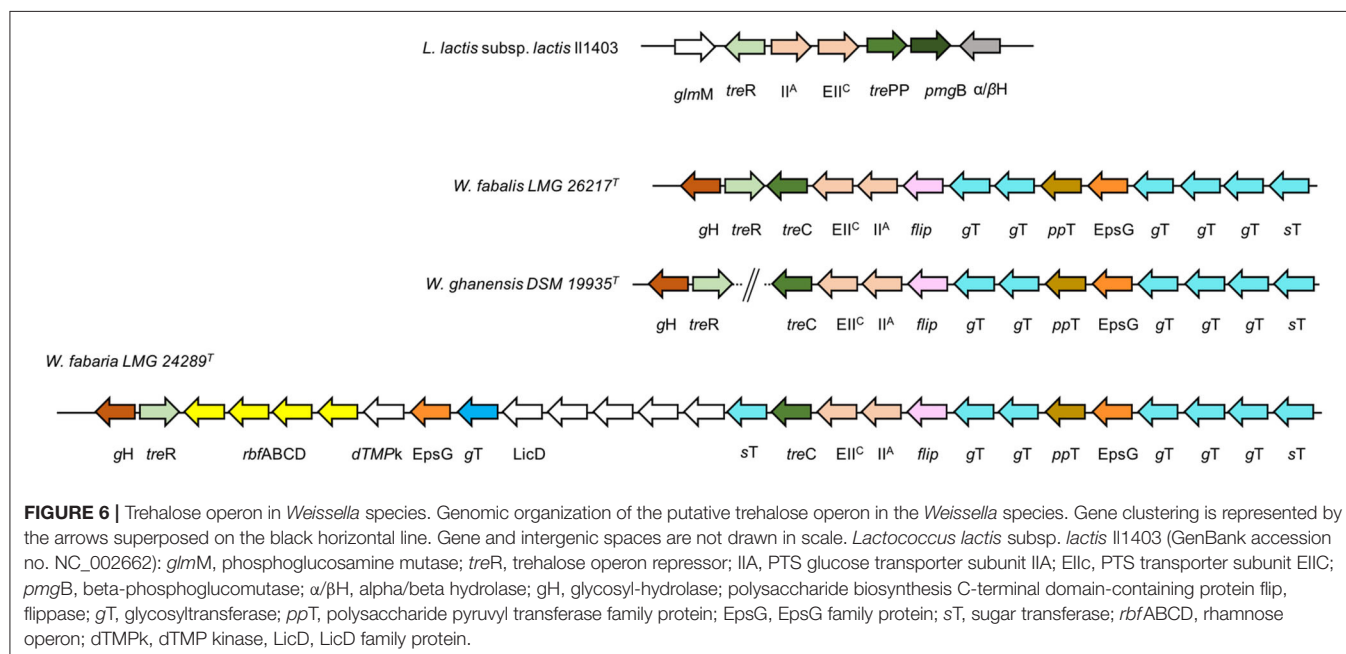 L. lactis subsp. lactis Il1403
glmM treR IIᴬ EIIᶜ trePP pmgB α/βH
W. fabalis LMG 26217ᵀ
gH treR treC EIIᶜ IIᴬ flip gT gT ppT EpsG gT gT gT sT
W. ghanensis DSM 19935ᵀ
//
gH treR treC EIIᶜ IIᴬ flip gT gT ppT EpsG gT gT gT sT
W. fabaria LMG 24289ᵀ
gH treR rbfABCD dTMPk EpsG gT LicD sT treC EIIᶜ IIᴬ flip gT gT ppT EpsG gT gT gT sT
FIGURE 6 | Trehalose operon in Weissella species. Genomic organization of the putative trehalose operon in the Weissella species. Gene clustering is represented by
the arrows superposed on the black horizontal line. Gene and intergenic spaces are not drawn in scale. Lactococcus lactis subsp. lactis Il1403 (GenBank accession
no. NC_002662): glmM, phosphoglucosamine mutase; treR, trehalose operon repressor; IIA, PTS glucose transporter subunit IIA; EIIc, PTS transporter subunit EIIC;
pmgB, beta-phosphoglucomutase; α/βH, alpha/beta hydrolase; gH, glycosyl-hydrolase; polysaccharide biosynthesis C-terminal domain-containing protein flip,
flippase; gT, glycosyltransferase; ppT, polysaccharide pyruvyl transferase family protein; EpsG, EpsG family protein; sT, sugar transferase; rbfABCD, rhamnose
operon; dTMPk, dTMP kinase, LicD, LicD family protein.